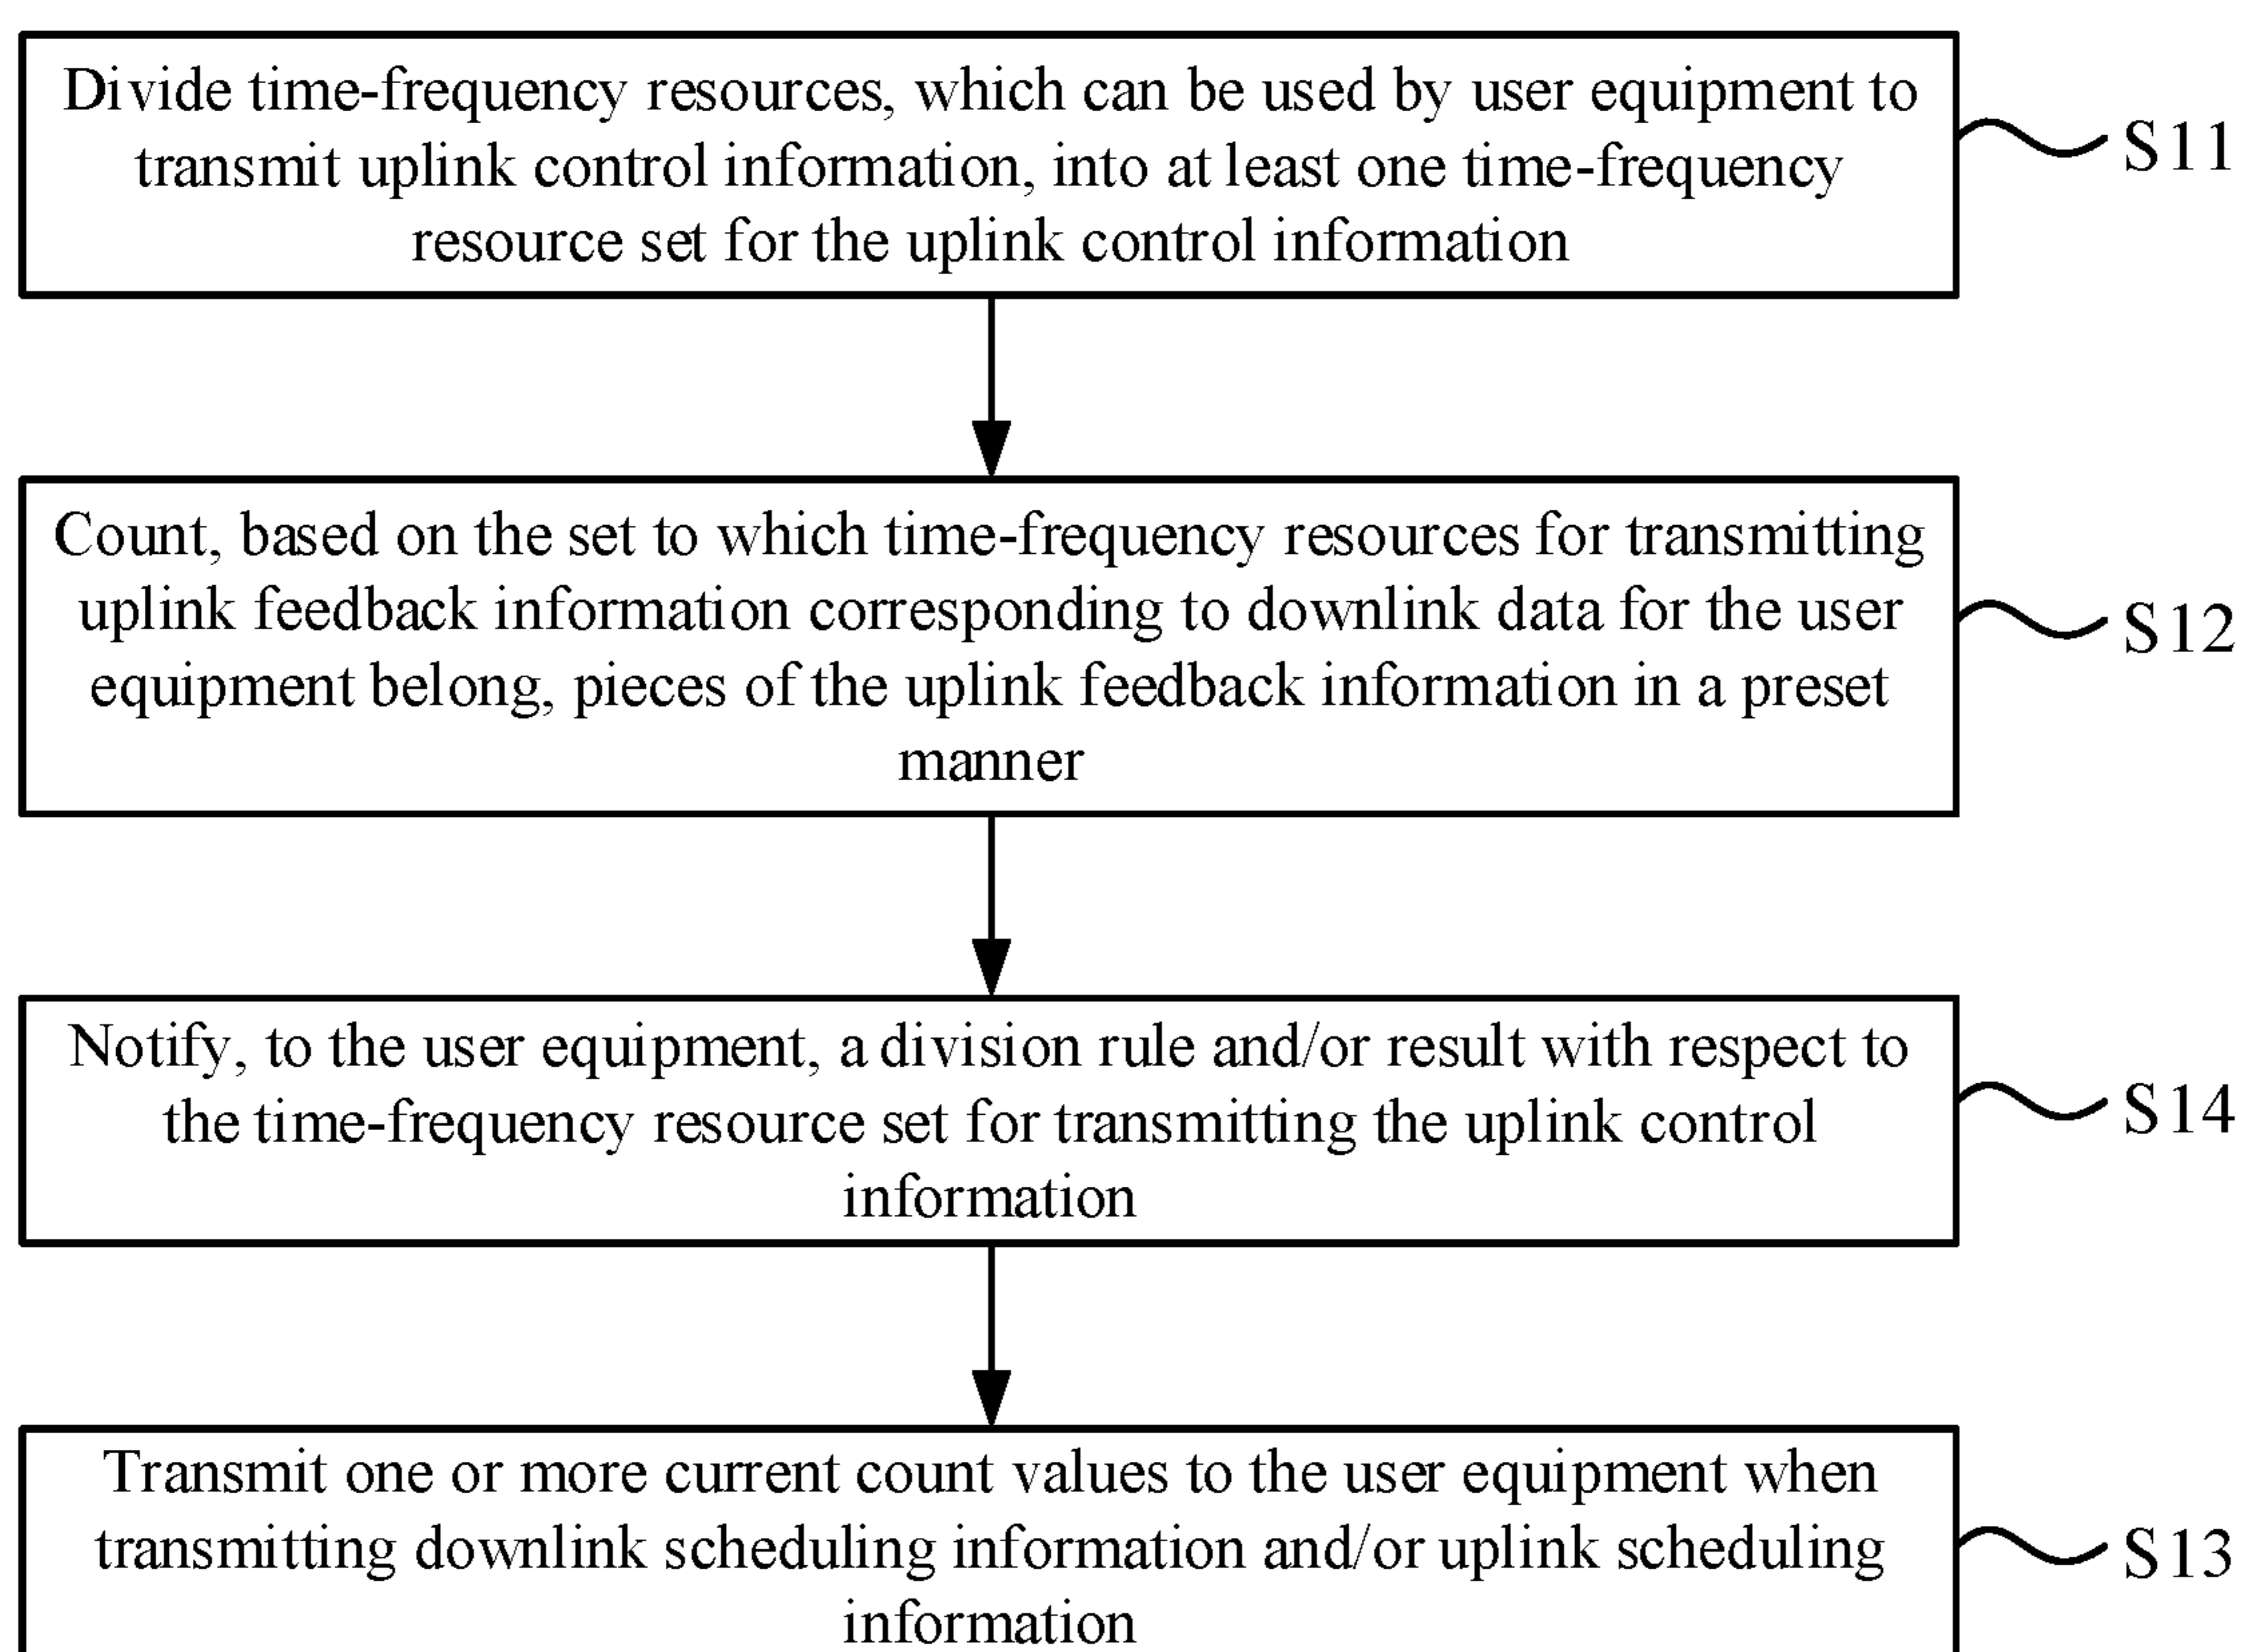 Divide time-frequency resources, which can be used by user equipment to
transmit uplink control information, into at least one time-frequency
resource set for the uplink control information
S11
Count, based on the set to which time-frequency resources for transmitting
uplink feedback information corresponding to downlink data for the user
equipment belong, pieces of the uplink feedback information in a preset
manner
S12
Notify, to the user equipment, a division rule and/or result with respect to
the time-frequency resource set for transmitting the uplink control
information
S14
Transmit one or more current count values to the user equipment when
transmitting downlink scheduling information and/or uplink scheduling
information
S13